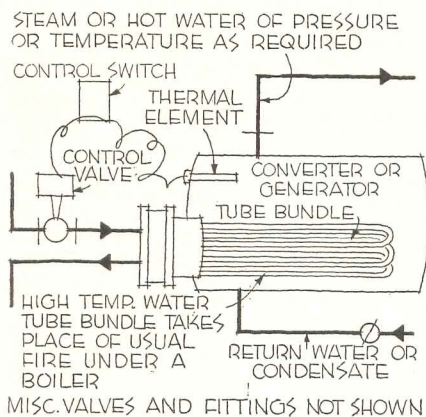 STEAM OR HOT WATER OF PRESSURE
OR TEMPERATURE AS REQUIRED
CONTROL SWITCH
THERMAL
ELEMENT
CONTROL
VALVE
CONVERTER OR
GENERATOR
TUBE BUNDLE
HIGH TEMP. WATER
TUBE BUNDLE TAKES
PLACE OF USUAL
FIRE UNDER A
BOILER
RETURN WATER OR
CONDENSATE
MISC. VALVES AND FITTINGS NOT SHOWN